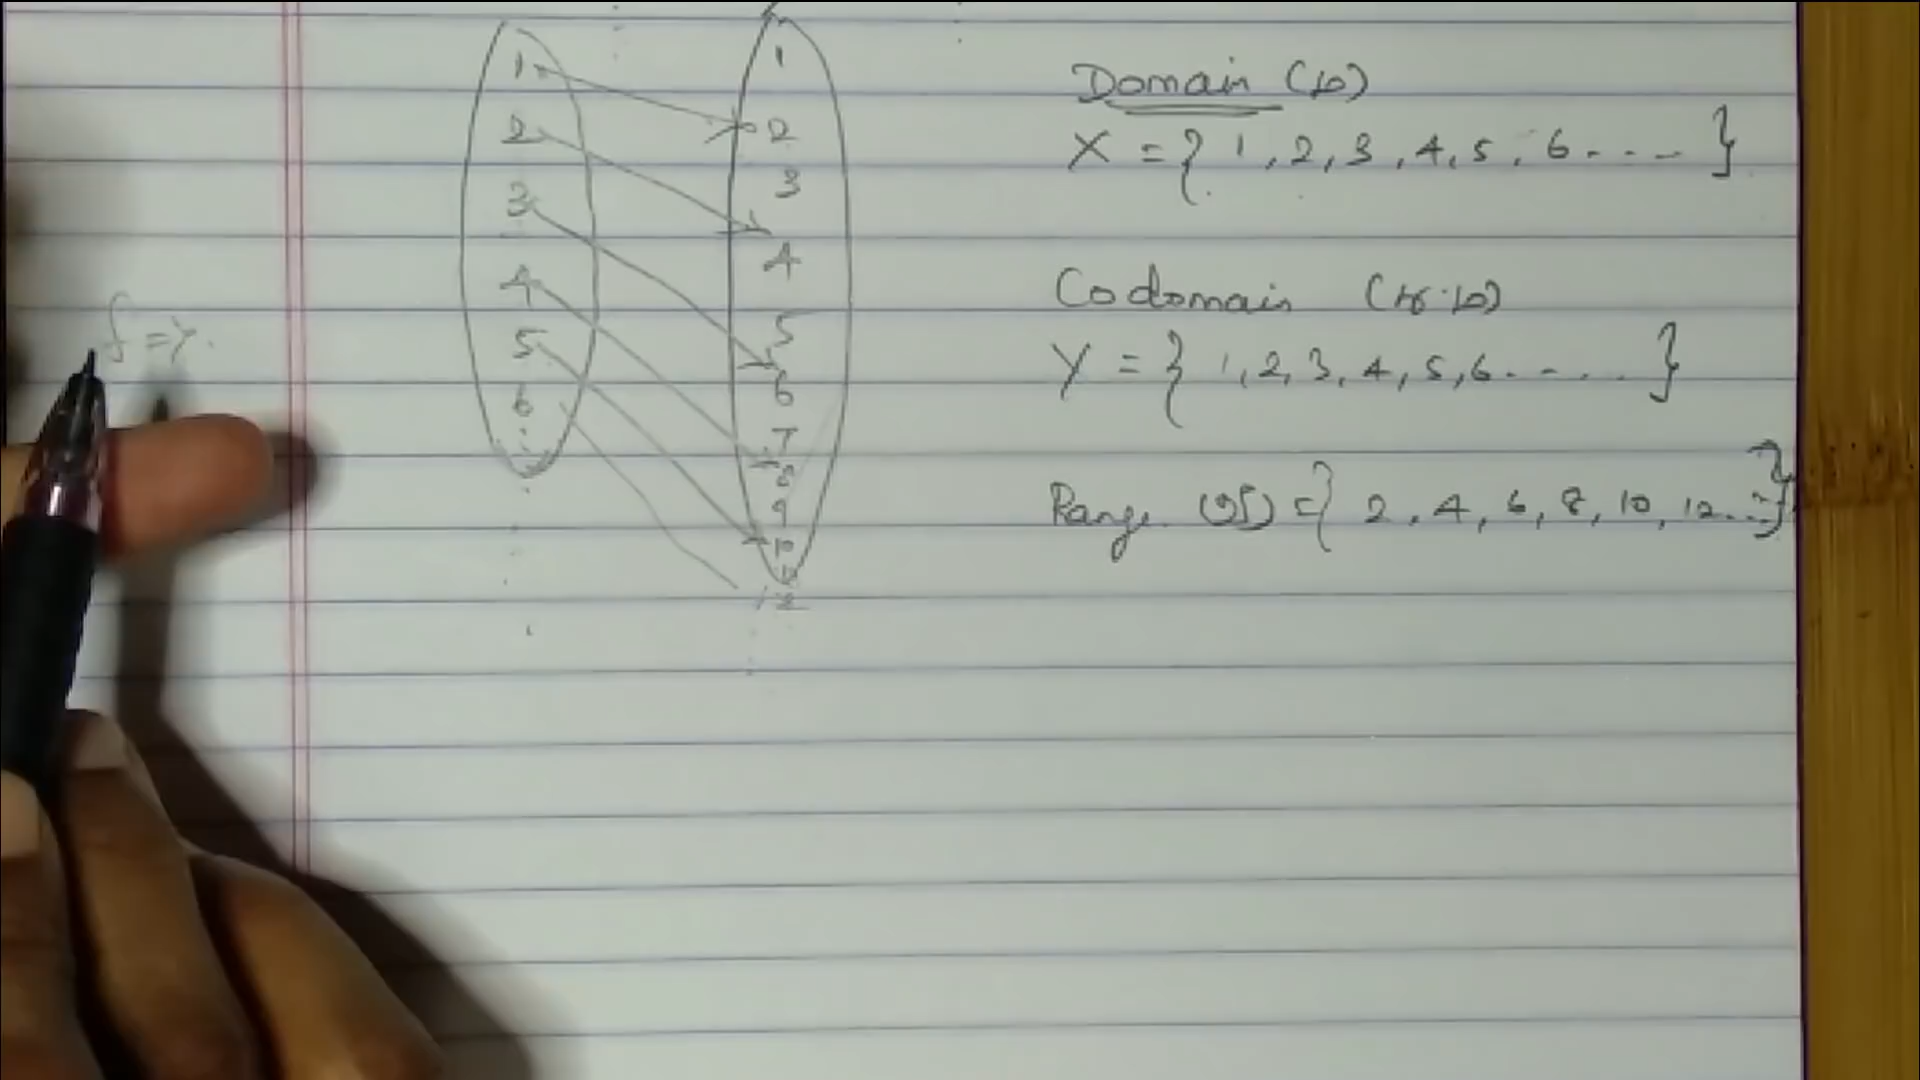 1
2
3
4
5
6
1
2
3
4
5
6
7
8
9
10
12
f =
Domain
X = { 1, 2, 3, 4, 5, 6 . . . - }
Codomain
Y = { 1, 2, 3, 4, 5, 6 . - . . . }
Range = { 2, 4, 6, 8, 10, 12 . . }